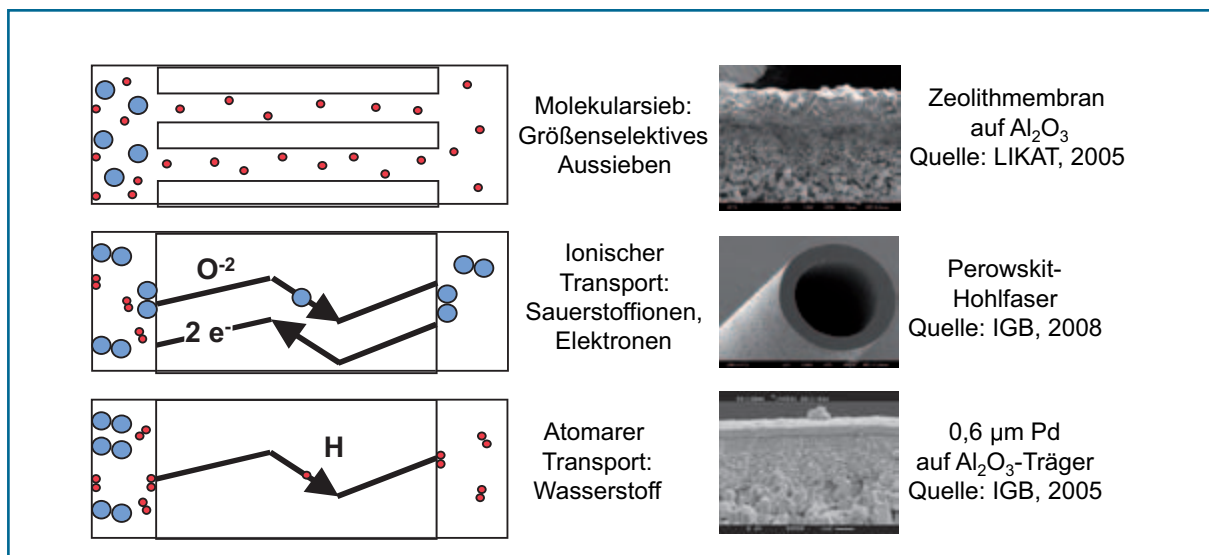 Molekularsieb:
Größenselektives
Aussieben
Zeolithmembran
auf Al₂O₃
Quelle: LIKAT, 2005
O⁻²
2 e⁻
Ionischer
Transport:
Sauerstoffionen,
Elektronen
Perowskit-
Hohlfaser
Quelle: IGB, 2008
H
Atomarer
Transport:
Wasserstoff
0,6 µm Pd
auf Al₂O₃-Träger
Quelle: IGB, 2005